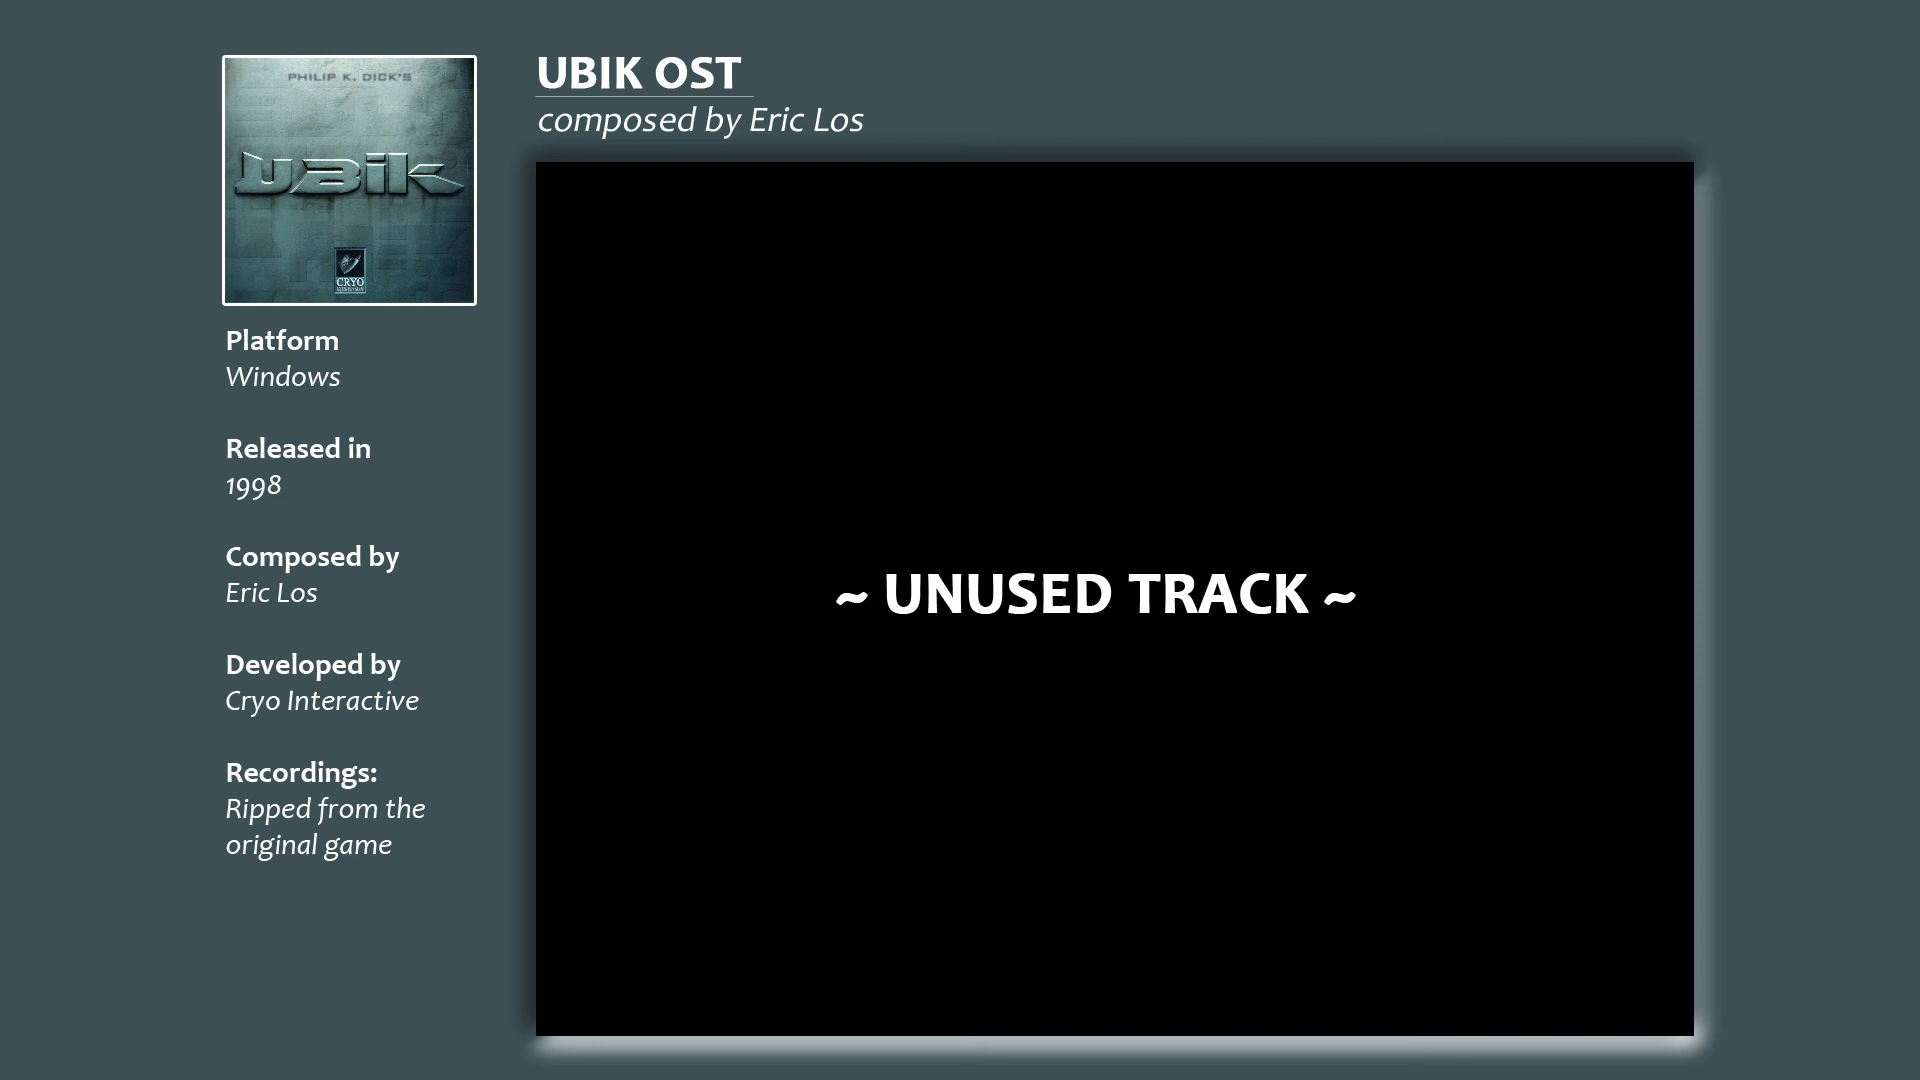 PHILIP K. DICK'S
UBIK
CRYO
UBIK OST
composed by Eric Los
Platform
Windows
Released in
1998
Composed by
Eric Los
Developed by
Cryo Interactive
Recordings:
Ripped from the
original game
~ UNUSED TRACK ~